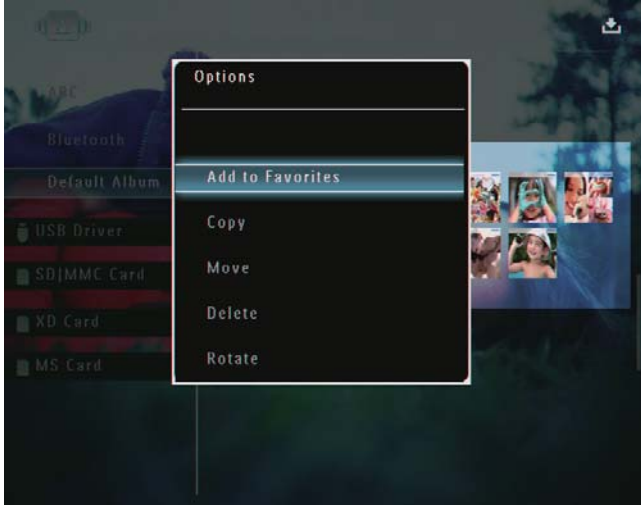 Options
ABC
Bluetooth
Default Album
USB Driver
SD|MMC Card
XD Card
MS Card
Add to Favorites
Copy
Move
Delete
Rotate